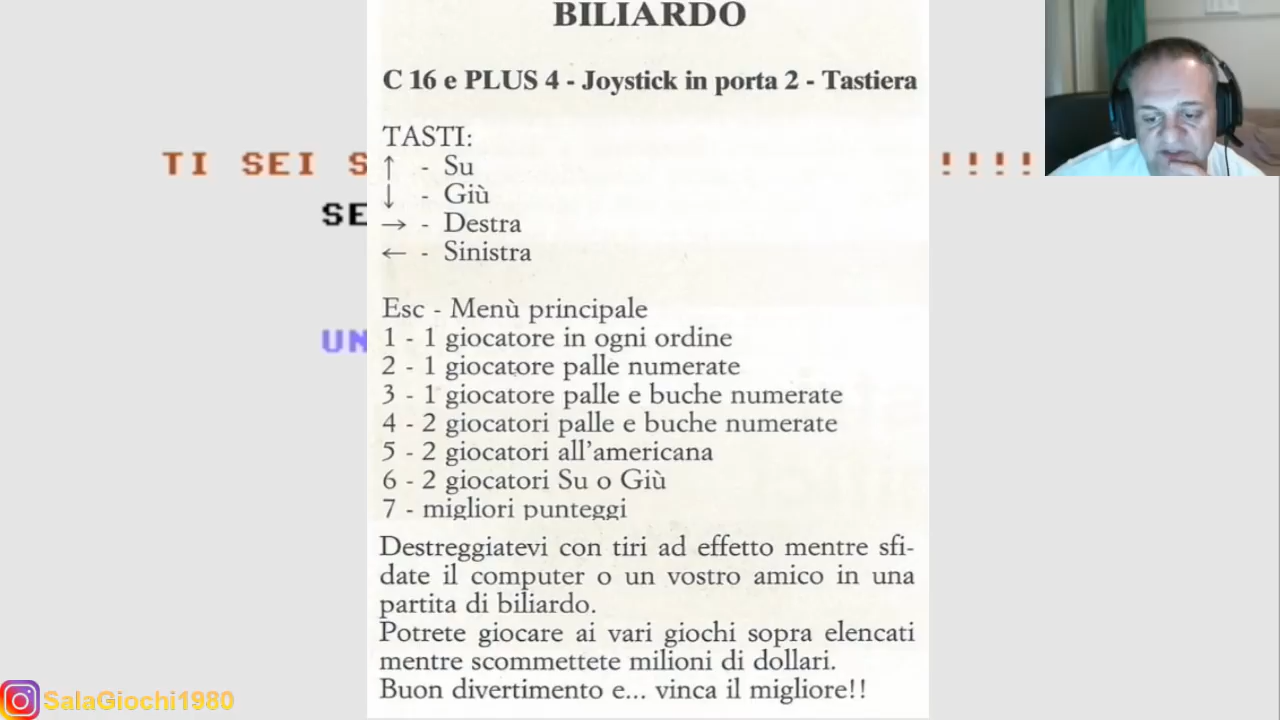 BILIARDO
C 16 e PLUS 4 - Joystick in porta 2 - Tastiera
TASTI:
↑ - Su
↓ - Giù
→ - Destra
← - Sinistra
TI SEI S
!!!!
SE
UN
Esc - Menù principale
1 - 1 giocatore in ogni ordine
2 - 1 giocatore palle numerate
3 - 1 giocatore palle e buche numerate
4 - 2 giocatori palle e buche numerate
5 - 2 giocatori all'americana
6 - 2 giocatori Su o Giù
7 - migliori punteggi
Destreggiatevi con tiri ad effetto mentre sfi-
date il computer o un vostro amico in una
partita di biliardo.
Potrete giocare ai vari giochi sopra elencati
mentre scommettete milioni di dollari.
Buon divertimento e... vinca il migliore!!
SalaGiochi1980